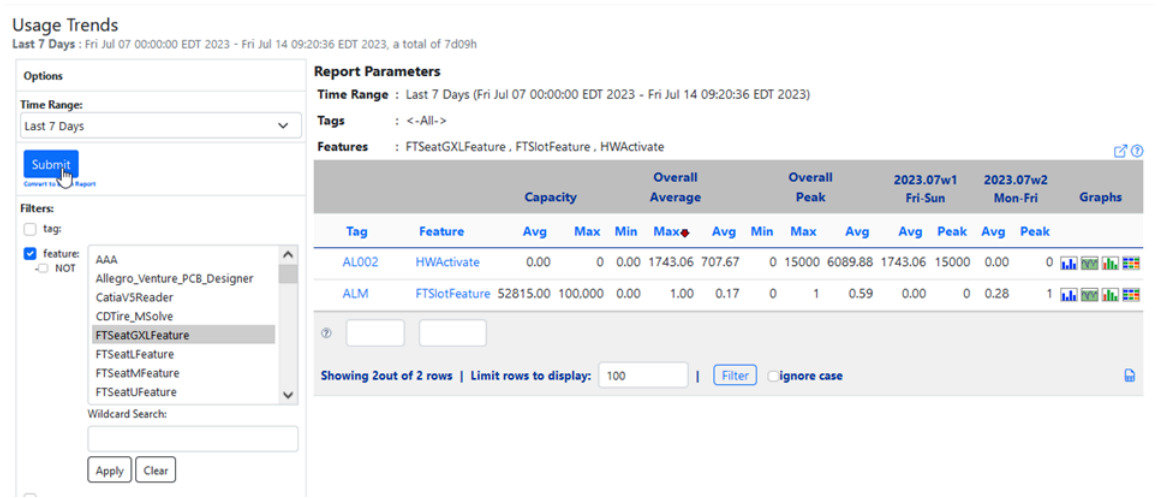 Usage Trends
Last 7 Days : Fri Jul 07 00:00:00 EDT 2023 - Fri Jul 14 09:20:36 EDT 2023, a total of 7d09h
Options
Time Range:
Last 7 Days
Submit
Convert to Report
Filters:
tag:
feature:
NOT
AAA
Allegro_Venture_PCB_Designer
CatiaV5Reader
CDTire_MSolve
FTSeatGXLFeature
FTSeatLFeature
FTSeatMFeature
FTSeatUFeature
Wildcard Search:
Apply Clear
Report Parameters
Time Range : Last 7 Days (Fri Jul 07 00:00:00 EDT 2023 - Fri Jul 14 09:20:36 EDT 2023)
Tags : <-All->
Features : FTSeatGXLFeature , FTSlotFeature , HWActivate
Capacity Overall Average Overall Peak 2023.07w1 Fri-Sun 2023.07w2 Mon-Fri Graphs
Tag Feature Avg Max Min Max Avg Min Max Avg Avg Peak Avg Peak
AL002 HWActivate 0.00 0 0.00 1743.06 707.67 0 15000 6089.88 1743.06 15000 0.00 0
ALM FTSlotFeature 52815.00 100,000 0.00 1.00 0.17 0 1 0.59 0.00 0 0.28 1
Showing 2out of 2 rows | Limit rows to display: 100 | Filter ignore case